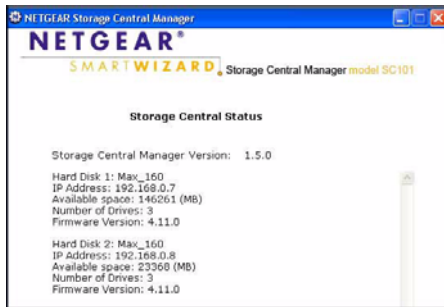 NETGEAR Storage Central Manager
NETGEAR®
SMARTWIZARD Storage Central Manager model SC101
Storage Central Status
Storage Central Manager Version: 1.5.0
Hard Disk 1: Max_160
IP Address: 192.168.0.7
Available space: 146261 (MB)
Number of Drives: 3
Firmware Version: 4.11.0
Hard Disk 2: Max_160
IP Address: 192.168.0.8
Available space: 23368 (MB)
Number of Drives: 3
Firmware Version: 4.11.0